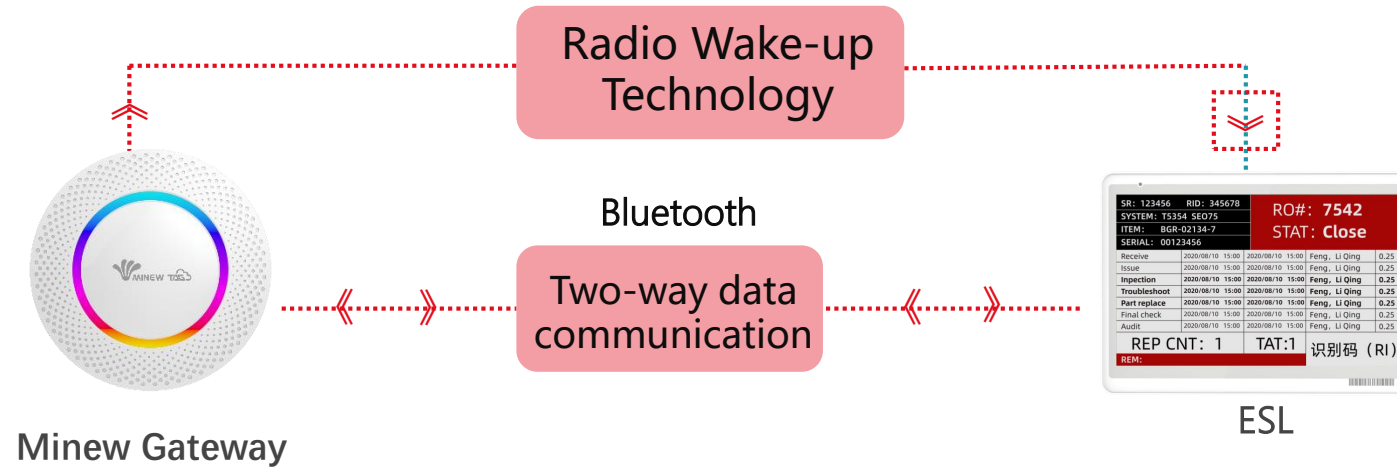 Radio Wake-up
Technology
Bluetooth
Two-way data
communication
MINEW TAG
Minew Gateway
SR: 123456 RID: 345678
SYSTEM: T5354 SEO75
ITEM: BGR-02134-7
SERIAL: 00123456
RO#: 7542
STAT: Close
Receive 2020/08/10 15:00 2020/08/10 15:00 Feng, Li Qing 0.25
Issue 2020/08/10 15:00 2020/08/10 15:00 Feng, Li Qing 0.25
Inpection 2020/08/10 15:00 2020/08/10 15:00 Feng, Li Qing 0.25
Troubleshoot 2020/08/10 15:00 2020/08/10 15:00 Feng, Li Qing 0.25
Part replace 2020/08/10 15:00 2020/08/10 15:00 Feng, Li Qing 0.25
Final check 2020/08/10 15:00 2020/08/10 15:00 Feng, Li Qing 0.25
Audit 2020/08/10 15:00 2020/08/10 15:00 Feng, Li Qing 0.25
REP CNT: 1 TAT:1 识别码（RI）
REM:
ESL